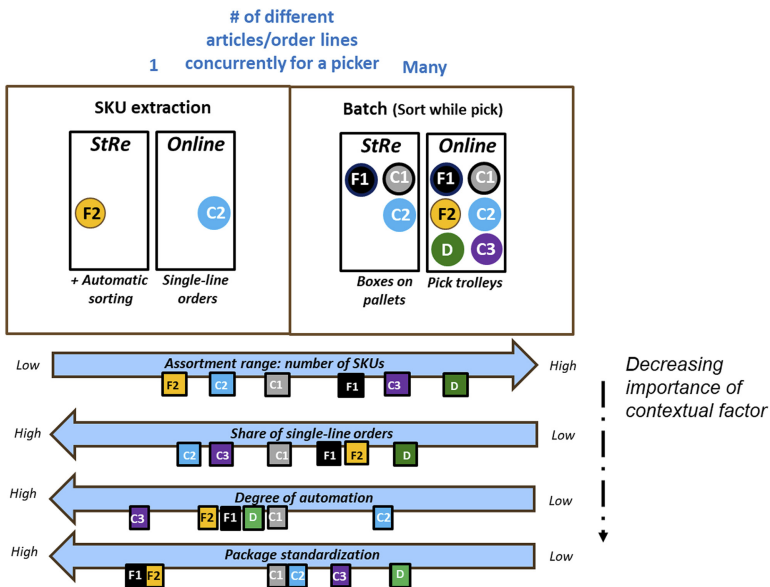 # of different
articles/order lines
concurrently for a picker
1
Many
SKU extraction
Batch (Sort while pick)
StRe
Online
StRe
Online
F1
C1
F1
C1
F2
C2
C2
F2
C2
D
C3
+ Automatic
sorting
Single-line
orders
Boxes on
pallets
Pick trolleys
Low
Assortment range: number of SKUs
High
F2
C2
C1
F1
C3
D
Decreasing
importance of
contextual factor
High
Share of single-line orders
Low
C2
C3
C1
F1
F2
D
High
Degree of automation
Low
C3
F2
F1
D
C1
C2
High
Package standardization
Low
F1
F2
C1
C2
C3
D